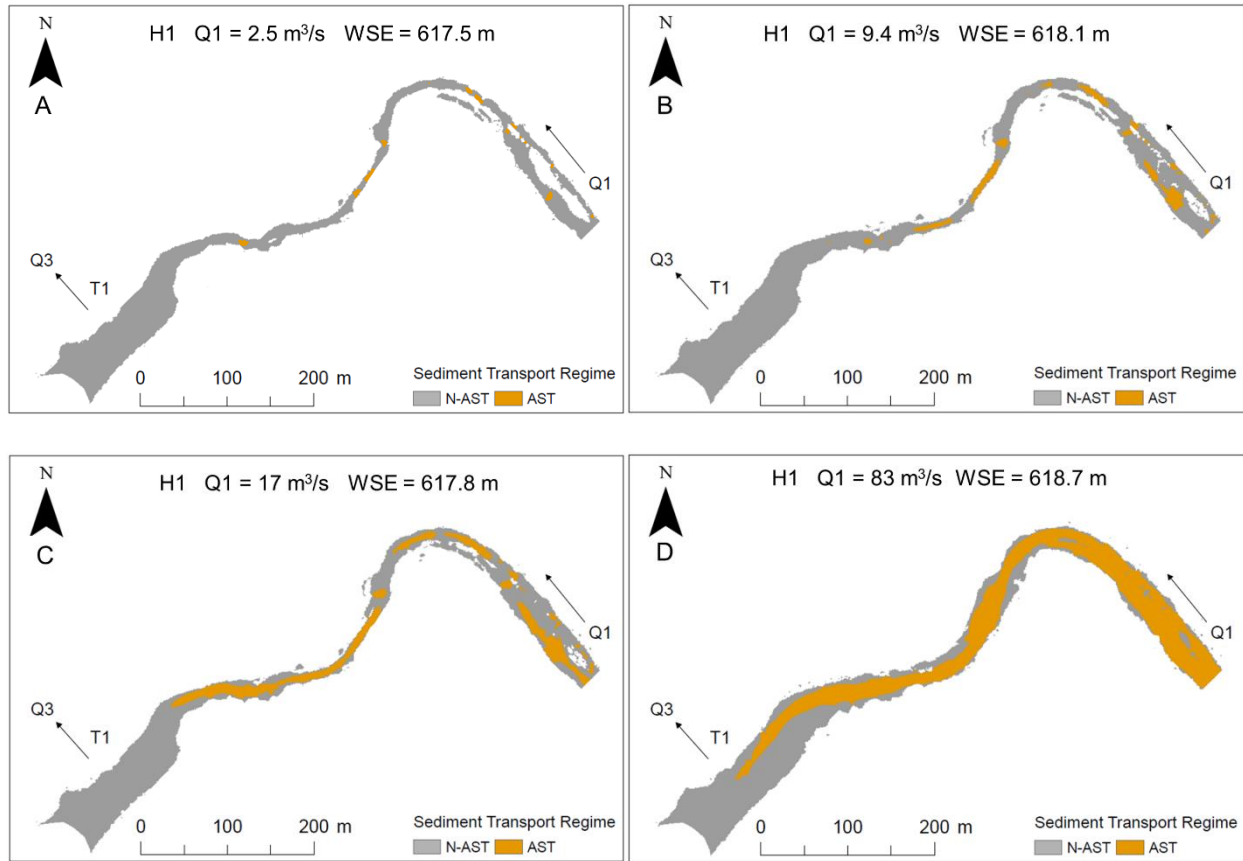 N
H1 Q1 = 2.5 m³/s WSE = 617.5 m
A
Q1
Q3
T1
0 100 200 m
Sediment Transport Regime
N-AST AST
N
H1 Q1 = 9.4 m³/s WSE = 618.1 m
B
Q1
Q3
T1
0 100 200 m
Sediment Transport Regime
N-AST AST
N
H1 Q1 = 17 m³/s WSE = 617.8 m
C
Q1
Q3
T1
0 100 200 m
Sediment Transport Regime
N-AST AST
N
H1 Q1 = 83 m³/s WSE = 618.7 m
D
Q1
Q3
T1
0 100 200 m
Sediment Transport Regime
N-AST AST